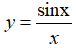 y = sinx/x